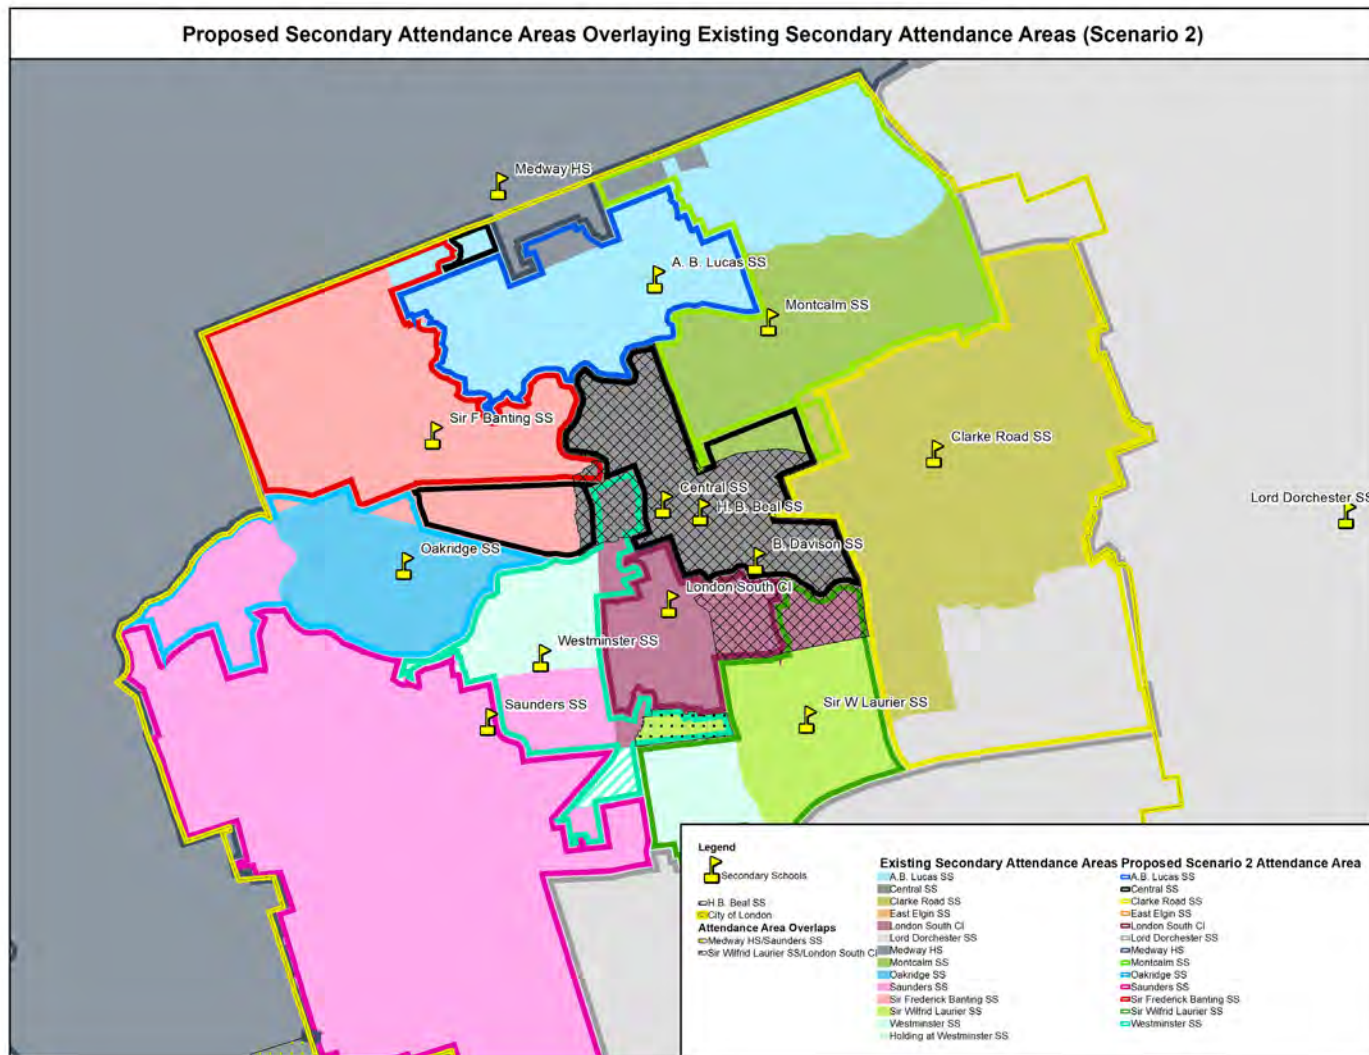 Proposed Secondary Attendance Areas Overlaying Existing Secondary Attendance Areas (Scenario 2)
Medway HS
A. B. Lucas SS
Montcalm SS
Sir F Banting SS
Clarke Road SS
Central SS
Lord Dorchester SS
H. B. Beal SS
Oakridge SS
B. Davison SS
London South CI
Westminster SS
Saunders SS
Sir W Laurier SS
Legend
Secondary Schools
H.B. Beal SS
City of London
Attendance Area Overlaps
Medway HS/Saunders SS
Sir Wilfrid Laurier SS/London South CI
Existing Secondary Attendance Areas
A.B. Lucas SS
Central SS
Clarke Road SS
East Elgin SS
London South CI
Lord Dorchester SS
Medway HS
Montcalm SS
Oakridge SS
Saunders SS
Sir Frederick Banting SS
Sir Wilfrid Laurier SS
Westminster SS
Holding at Westminster SS
Proposed Scenario 2 Attendance Area
A.B. Lucas SS
Central SS
Clarke Road SS
East Elgin SS
London South CI
Lord Dorchester SS
Medway HS
Montcalm SS
Oakridge SS
Saunders SS
Sir Frederick Banting SS
Sir Wilfrid Laurier SS
Westminster SS